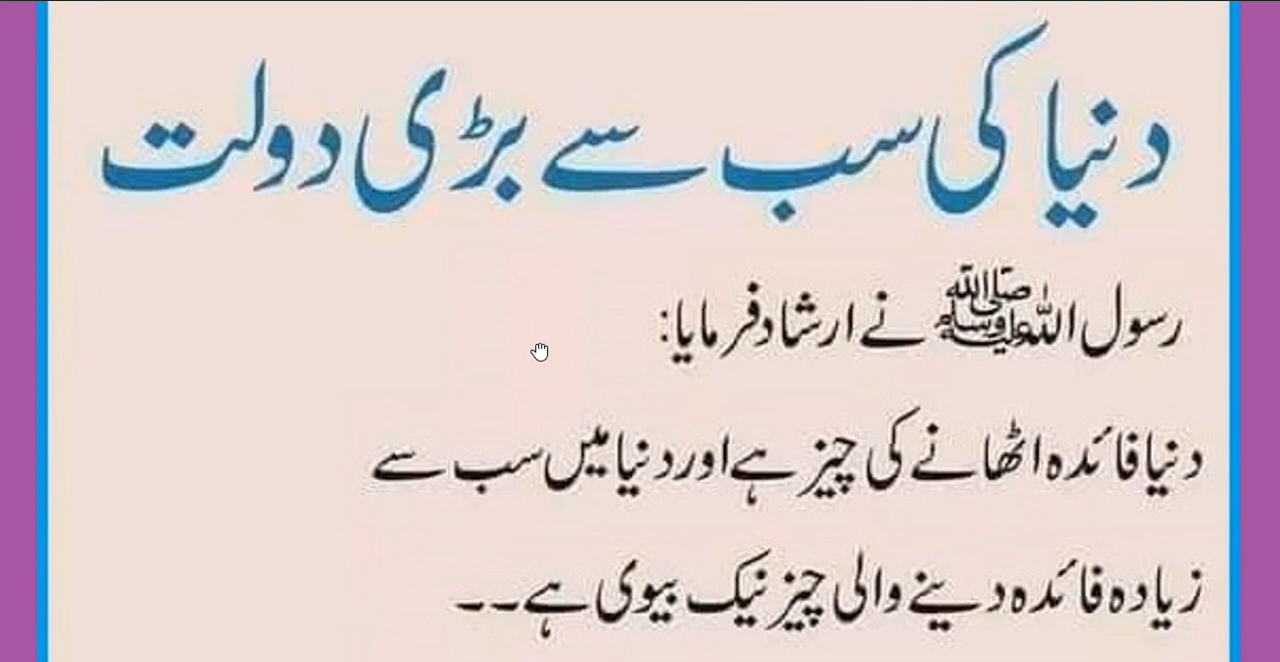 دنیا کی سب سے بڑی دولت
رسول اللہ ﷺ نے ارشاد فرمایا:
دنیا فائدہ اٹھانے کی چیز ہے اور دنیا میں سب سے
زیادہ فائدہ دینے والی چیز نیک بیوی ہے۔۔